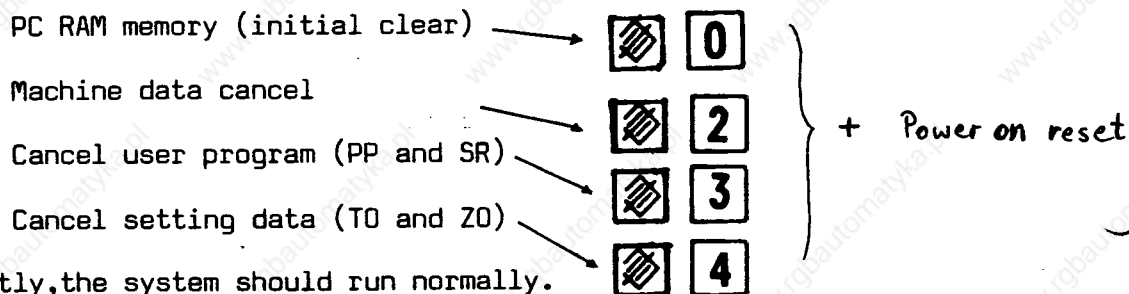 PC RAM memory (initial clear) 0
Machine data cancel 2
+ Power on reset
Cancel user program (PP and SR) 3
Cancel setting data (TO and ZO) 4
tly,the system should run normally.